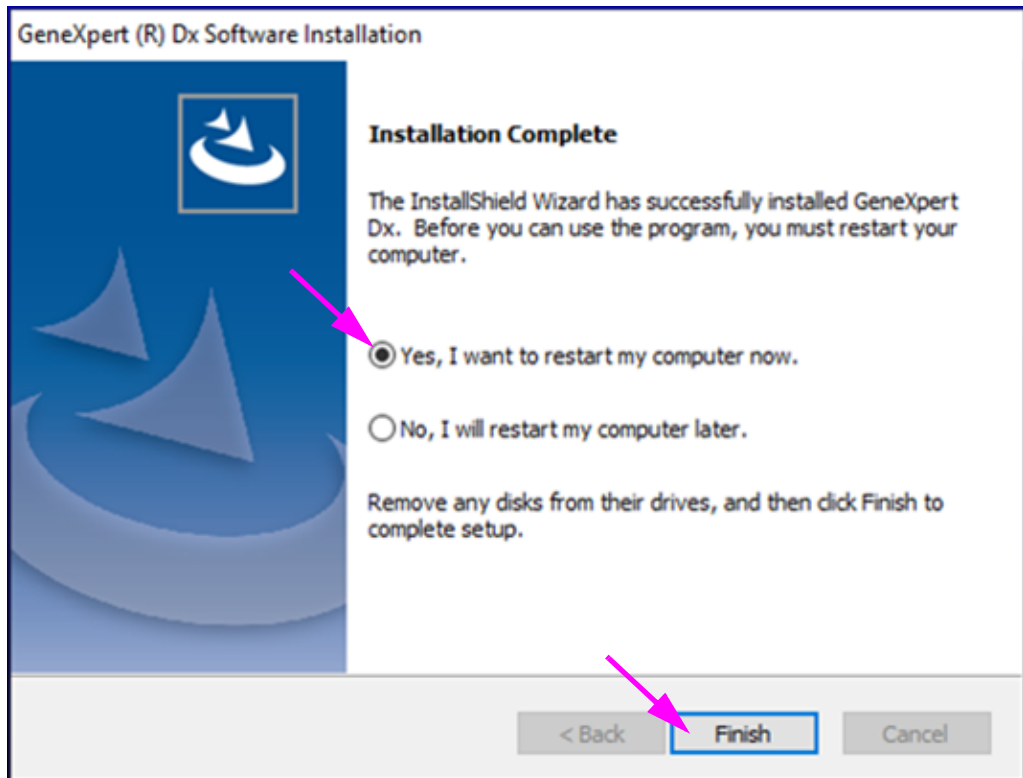 GeneXpert (R) Dx Software Installation
Installation Complete
The InstallShield Wizard has successfully installed GeneXpert
Dx.  Before you can use the program, you must restart your
computer.
Yes, I want to restart my computer now.
No, I will restart my computer later.
Remove any disks from their drives, and then click Finish to
complete setup.
< Back Finish Cancel